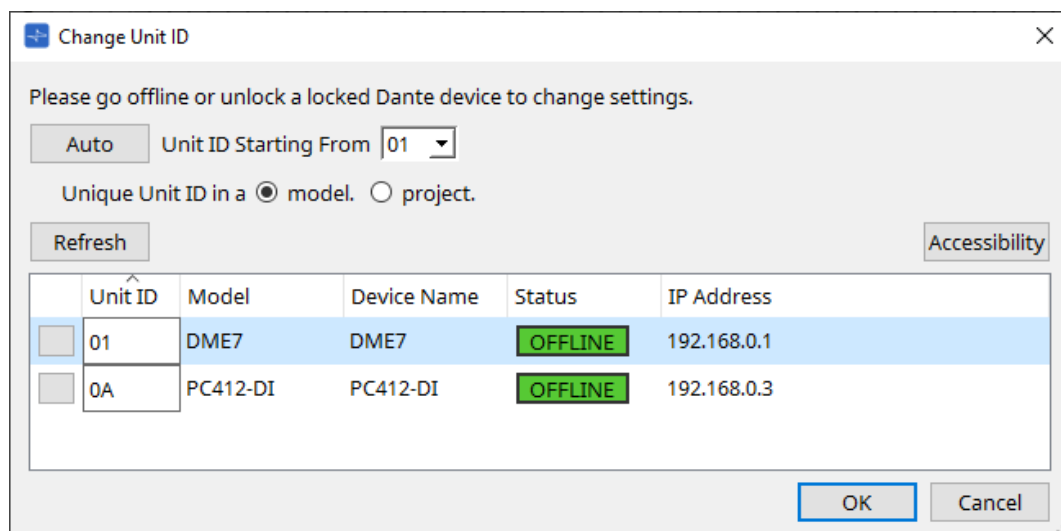 Change Unit ID
Please go offline or unlock a locked Dante device to change settings.
Auto Unit ID Starting From 01
Unique Unit ID in a model. project.
Refresh Accessibility
Unit ID Model Device Name Status IP Address
01 DME7 DME7 OFFLINE 192.168.0.1
0A PC412-DI PC412-DI OFFLINE 192.168.0.3
OK Cancel